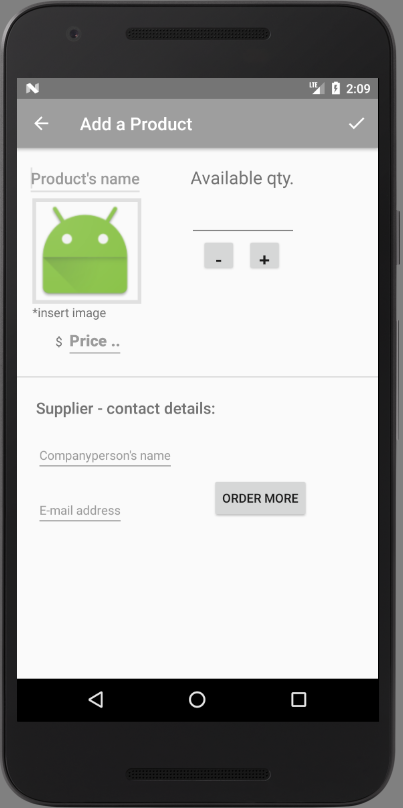 LTE 2:09
Add a Product
Product's name
Available qty.
- +
*insert image
$ Price ..
Supplier - contact details:
Companyperson's name
ORDER MORE
E-mail address